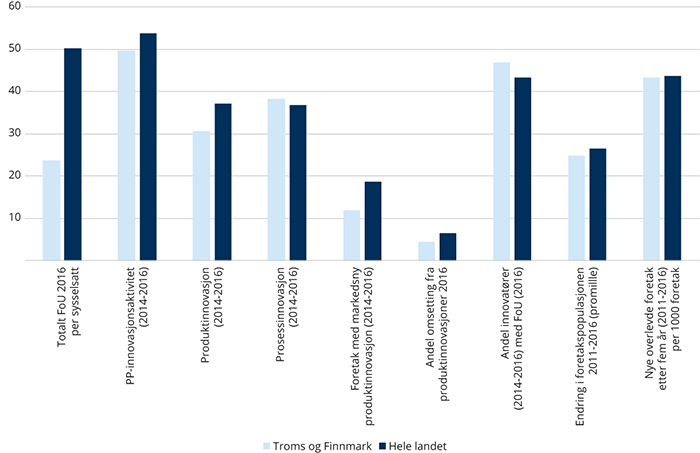 60
50
40
30
20
10
Totalt FoU 2016
per sysselsatt
PP-innovasjonsaktivitet
(2014-2016)
Produktinnovasjon
(2014-2016)
Prosessinnovasjon
(2014-2016)
Foretak med markedsny
produktinnovasjon (2014-2016)
Andel omsetting fra
produktinnovasjoner 2016
Andel innovatører
(2014-2016) med FoU (2016)
Endring i foretakspopulasjonen
2011-2016 (promillle)
Nye overlevde foretak
etter fem år (2011-2016)
per 1000 foretak
Troms og Finnmark
Hele landet